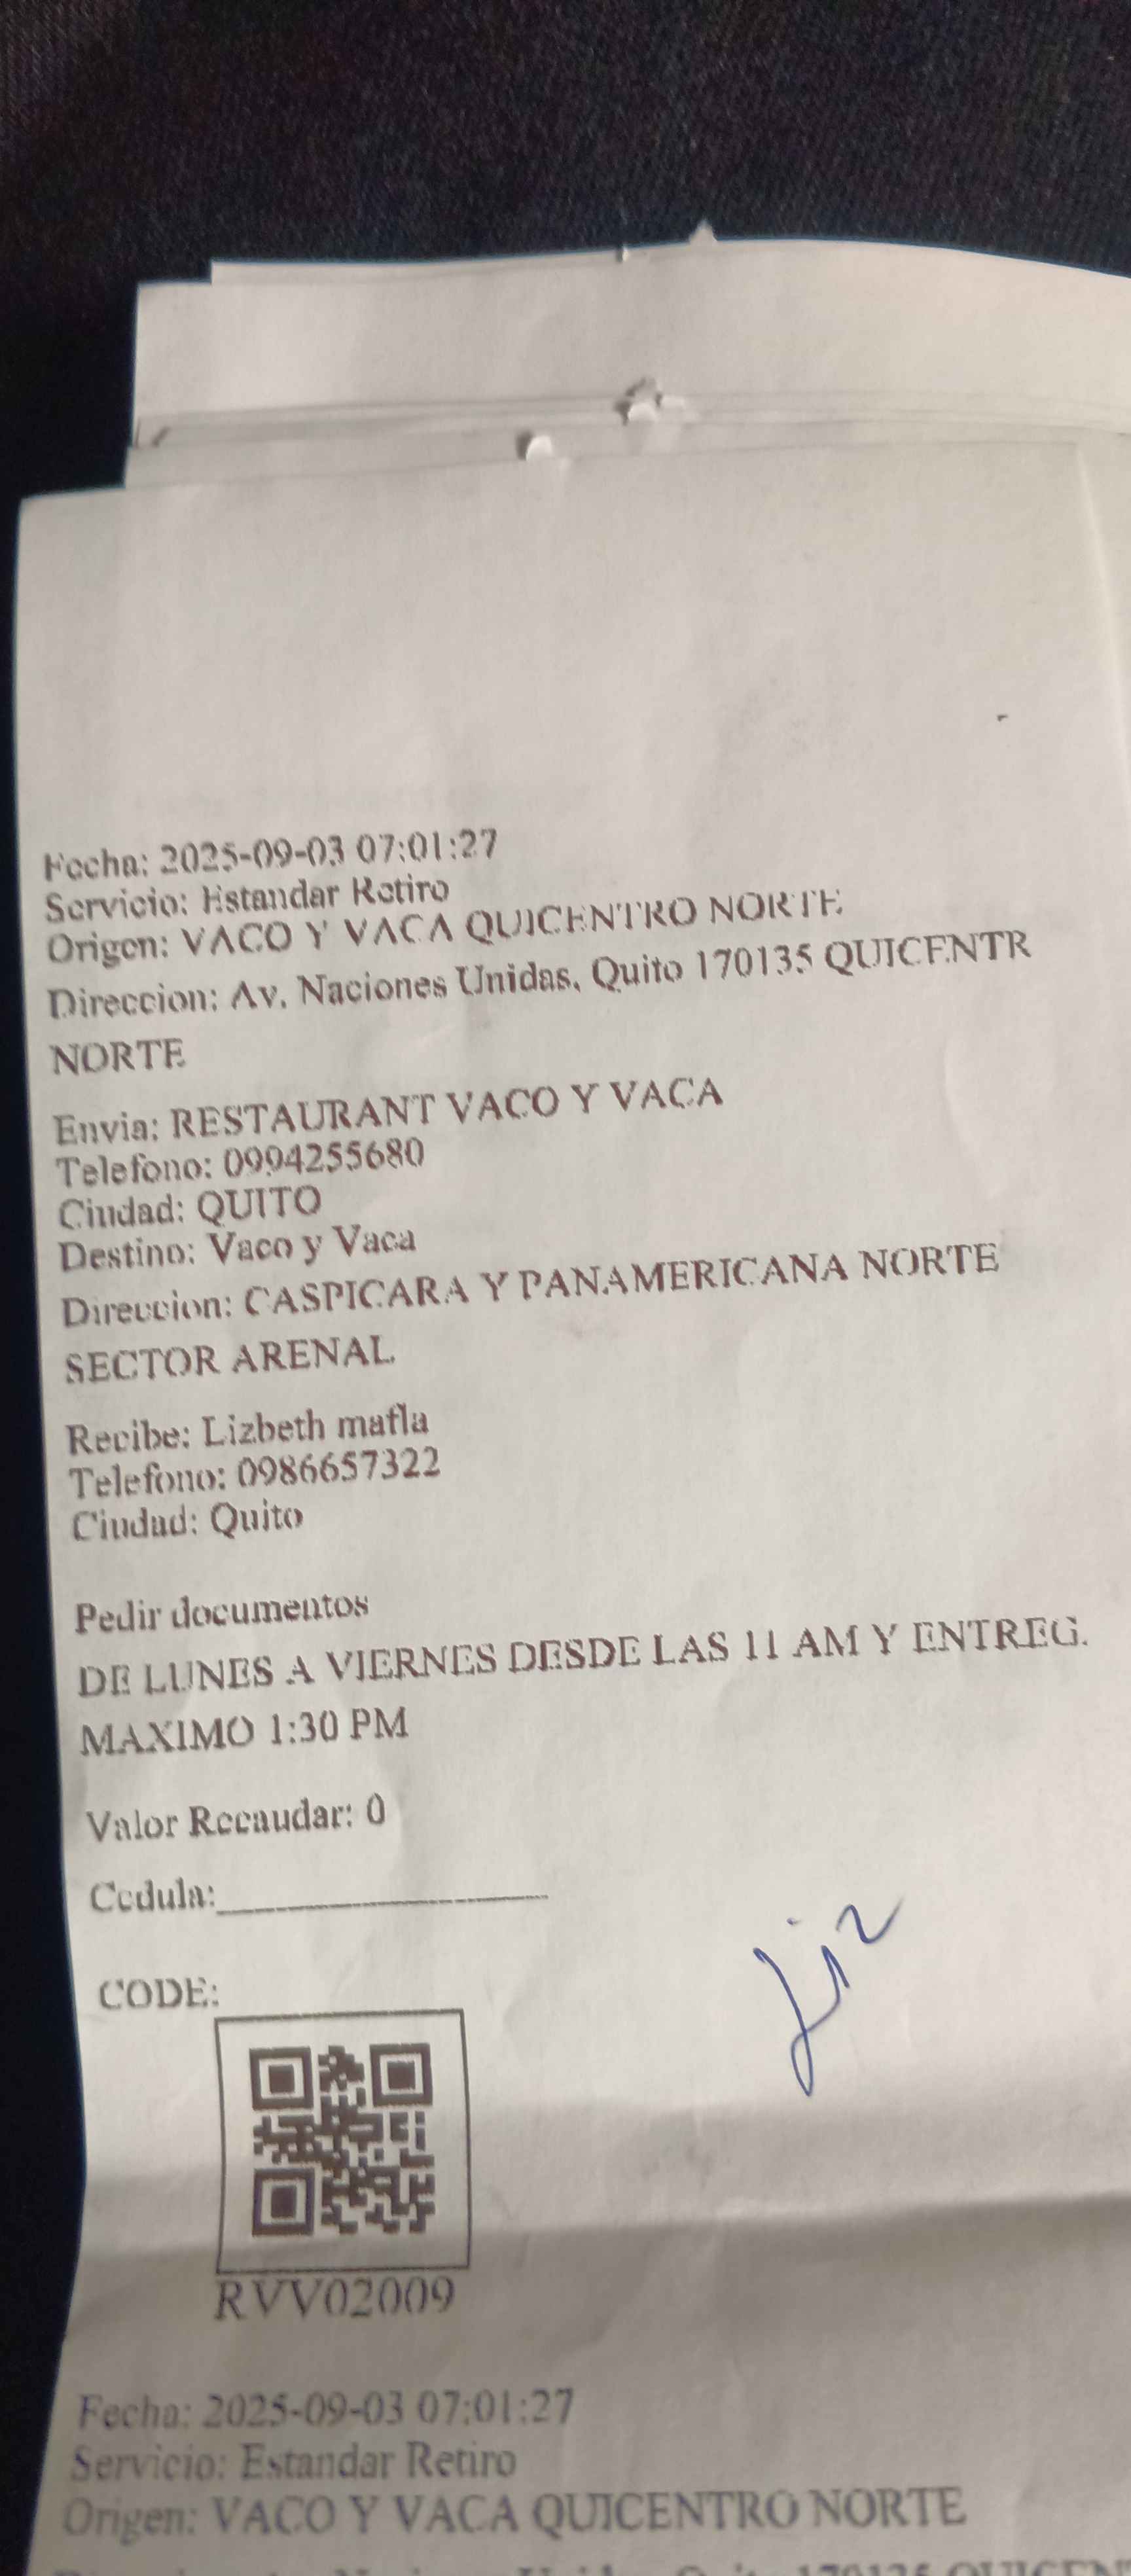 Fecha: 2025-09-03 07:01:27
Servicio: Estandar Retiro
Origen: VACO Y VACA QUICENTRO NORTE
Direccion: Av. Naciones Unidas, Quito 170135 QUICENTR
NORTE
Envia: RESTAURANT VACO Y VACA
Telefono: 0994255680
Ciudad: QUITO
Destino: Vaco y Vaca
Direccion: CASPICARA Y PANAMERICANA NORTE
SECTOR ARENAL
Recibe: Lizbeth mafla
Telefono: 0986657322
Ciudad: Quito
Pedir documentos
DE LUNES A VIERNES DESDE LAS 11 AM Y ENTREG.
MAXIMO 1:30 PM
Valor Recaudar: 0
Cedula:
Liz
CODE:
RVV02009
Fecha: 2025-09-03 07:01:27
Servicio: Estandar Retiro
Origen: VACO Y VACA QUICENTRO NORTE